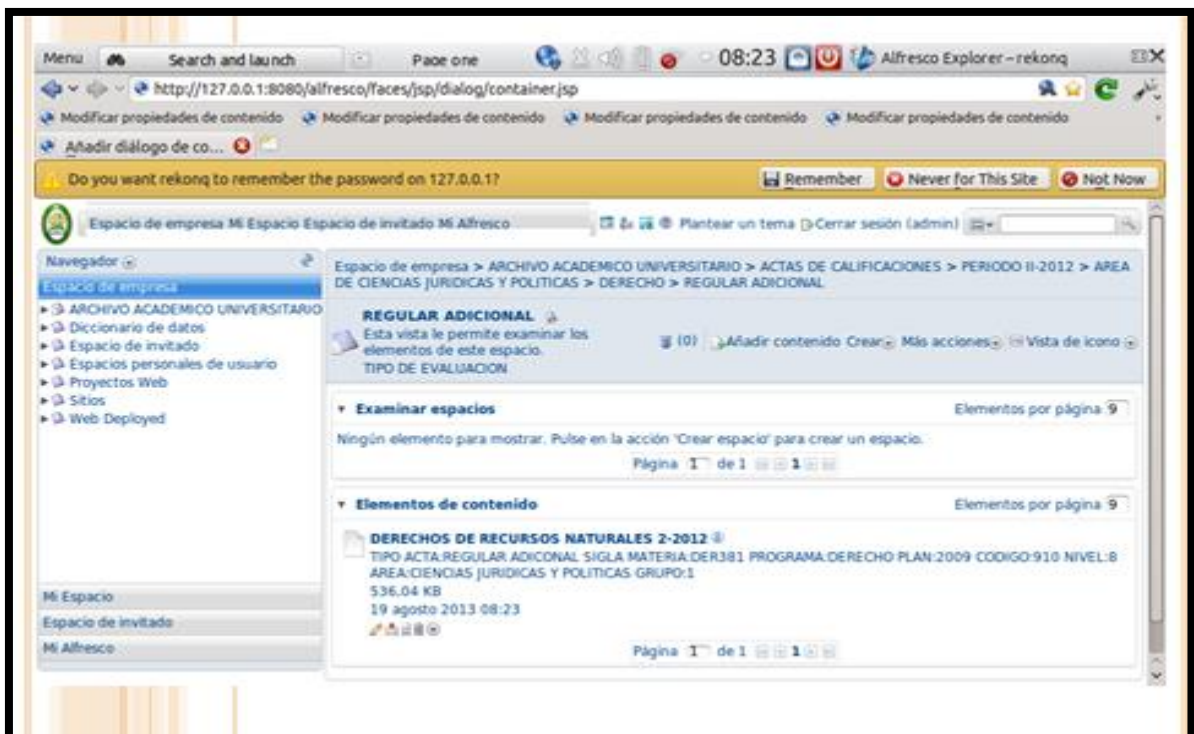 Menu Search and launch Page one 08:23 Alfresco Explorer – rekonq
http://127.0.0.1:8080/alfresco/faces/jsp/dialog/container.jsp
Modificar propiedades de contenido Modificar propiedades de contenido Modificar propiedades de contenido Modificar propiedades de contenido
Añadir diálogo de co...
Do you want rekonq to remember the password on 127.0.0.1? Remember Never for This Site Not Now
Espacio de empresa Mi Espacio Espacio de invitado Mi Alfresco Plantear un tema Cerrar sesión (admin)
Navegador
Espacio de empresa
ARCHIVO ACADEMICO UNIVERSITARIO
Diccionario de datos
Espacio de invitado
Espacios personales de usuario
Proyectos Web
Sitios
Web Deployed
Mi Espacio
Espacio de invitado
Mi Alfresco
Espacio de empresa > ARCHIVO ACADEMICO UNIVERSITARIO > ACTAS DE CALIFICACIONES > PERIODO II-2012 > AREA
DE CIENCIAS JURIDICAS Y POLITICAS > DERECHO > REGULAR ADICIONAL
REGULAR ADICIONAL
Esta vista le permite examinar los
elementos de este espacio.
TIPO DE EVALUACION
(0) Añadir contenido Crear Más acciones Vista de icono
Examinar espacios Elementos por página 9
Ningún elemento para mostrar. Pulse en la acción 'Crear espacio' para crear un espacio.
Página 1 de 1 1
Elementos de contenido Elementos por página 9
DERECHOS DE RECURSOS NATURALES 2-2012
TIPO ACTA:REGULAR ADICONAL SIGLA MATERIA:DER381 PROGRAMA:DERECHO PLAN:2009 CODIGO:910 NIVEL:8
AREA:CIENCIAS JURIDICAS Y POLITICAS GRUPO:1
536.04 KB
19 agosto 2013 08:23
Página 1 de 1 1